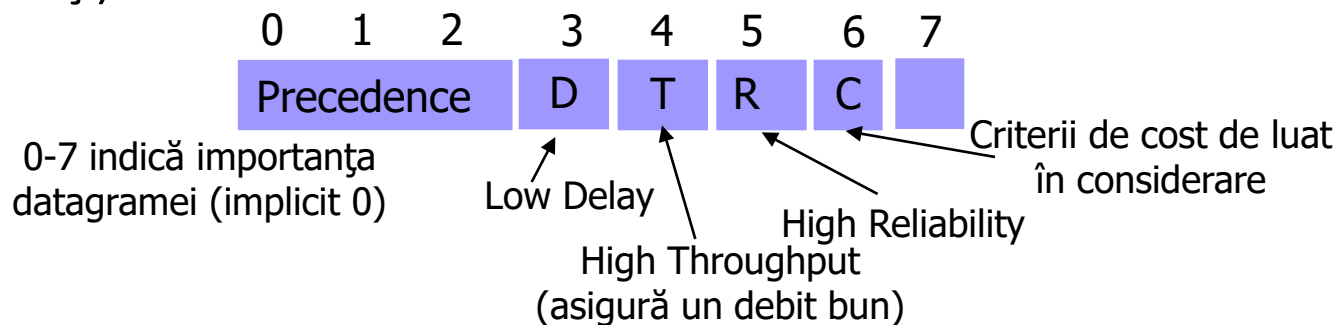 0 1 2 3 4 5 6 7
Precedence D T R C
0-7 indică importanţa
datagramei (implicit 0)
Low Delay
High Throughput
(asigură un debit bun)
High Reliability
Criterii de cost de luat
în considerare